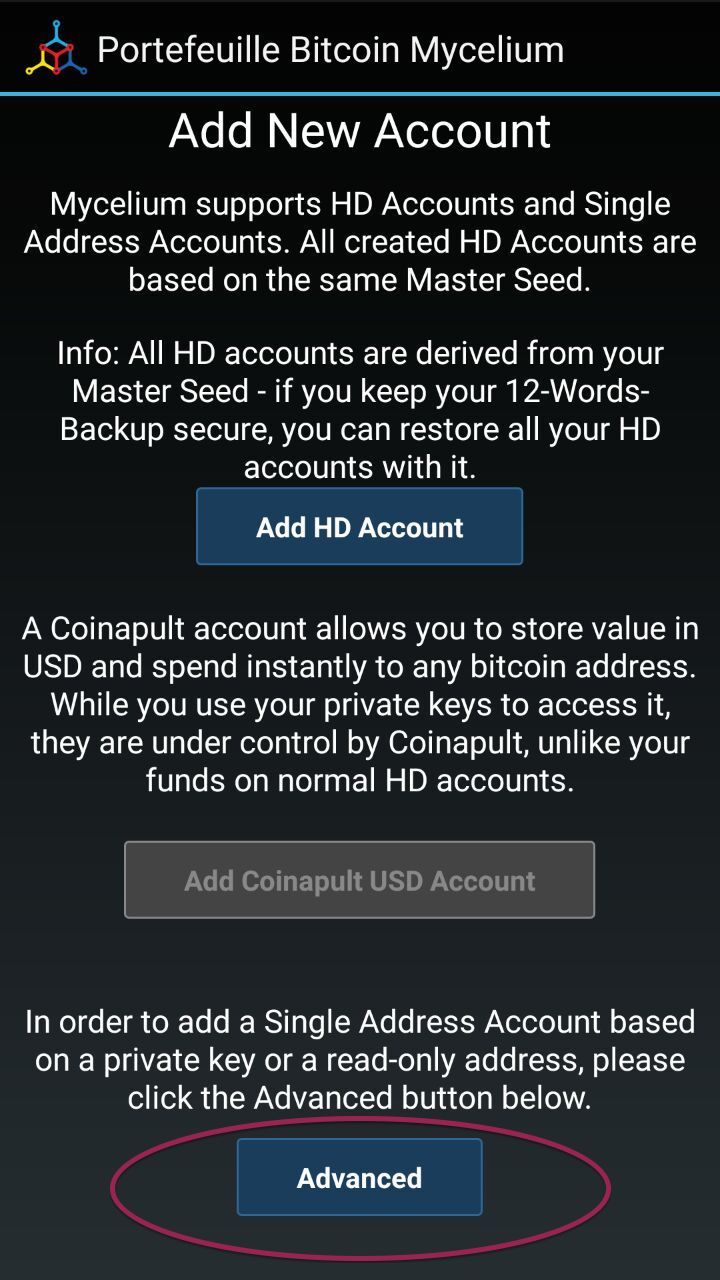 Portefeuille Bitcoin Mycelium
Add New Account
Mycelium supports HD Accounts and Single
Address Accounts. All created HD Accounts are
based on the same Master Seed.
Info: All HD accounts are derived from your
Master Seed - if you keep your 12-Words-
Backup secure, you can restore all your HD
accounts with it.
Add HD Account
A Coinapult account allows you to store value in
USD and spend instantly to any bitcoin address.
While you use your private keys to access it,
they are under control by Coinapult, unlike your
funds on normal HD accounts.
Add Coinapult USD Account
In order to add a Single Address Account based
on a private key or a read-only address, please
click the Advanced button below.
Advanced